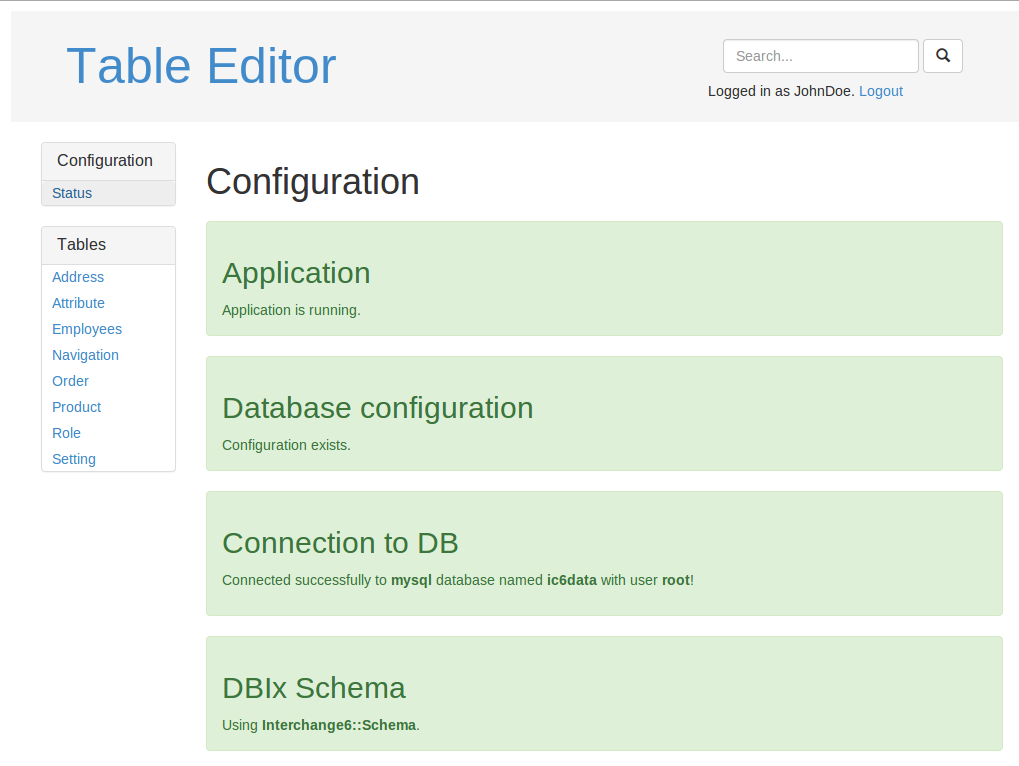 Table Editor
Search...
Logged in as JohnDoe. Logout
Configuration
Status
Tables
Address
Attribute
Employees
Navigation
Order
Product
Role
Setting
Configuration
Application
Application is running.
Database configuration
Configuration exists.
Connection to DB
Connected successfully to mysql database named ic6data with user root!
DBIx Schema
Using Interchange6::Schema.